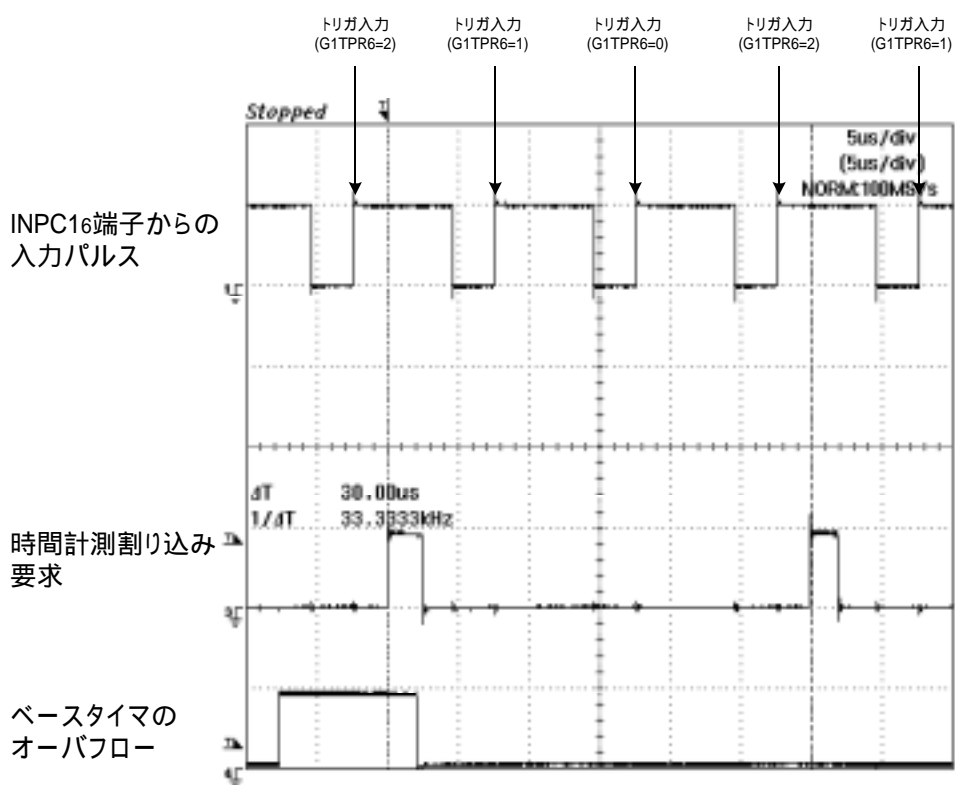 トリガ入力
(G1TPR6=2)
トリガ入力
(G1TPR6=1)
トリガ入力
(G1TPR6=0)
トリガ入力
(G1TPR6=2)
トリガ入力
(G1TPR6=1)
Stopped
5us/div
(5us/div)
NORM:100MS/s
INPC16端子からの
入力パルス
ΔT 30.00us
1/ΔT 33.3333kHz
時間計測割り込み
要求
ベースタイマの
オーバフロー